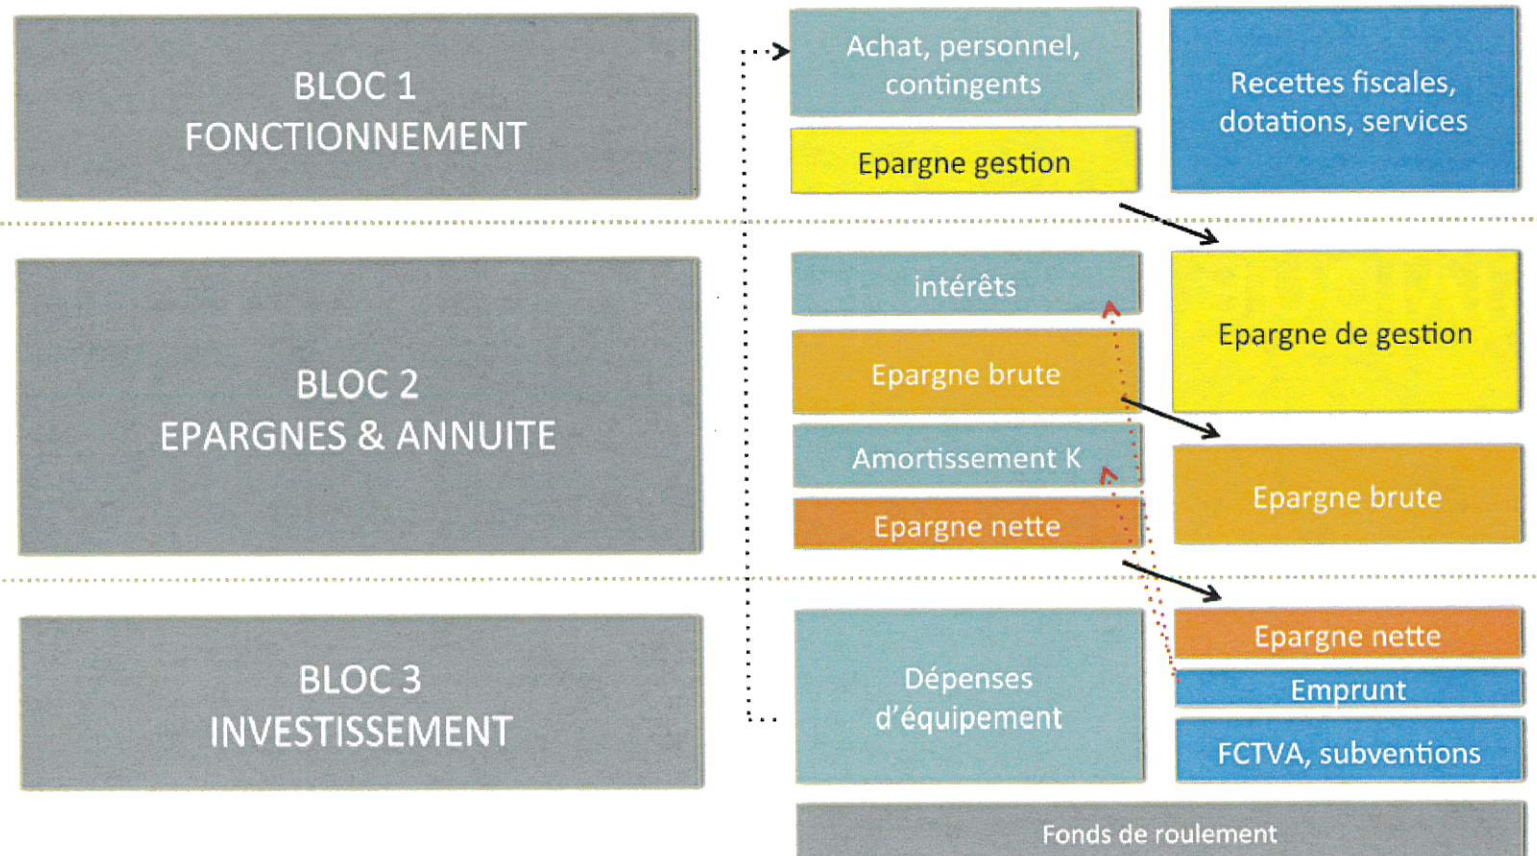 BLOC 1
FONCTIONNEMENT
Achat, personnel,
contingents
Epargne gestion
Recettes fiscales,
dotations, services
BLOC 2
EPARGNES & ANNUITE
intérêts
Epargne brute
Amortissement K
Epargne nette
Epargne de gestion
Epargne brute
BLOC 3
INVESTISSEMENT
Dépenses
d'équipement
Epargne nette
Emprunt
FCTVA, subventions
Fonds de roulement